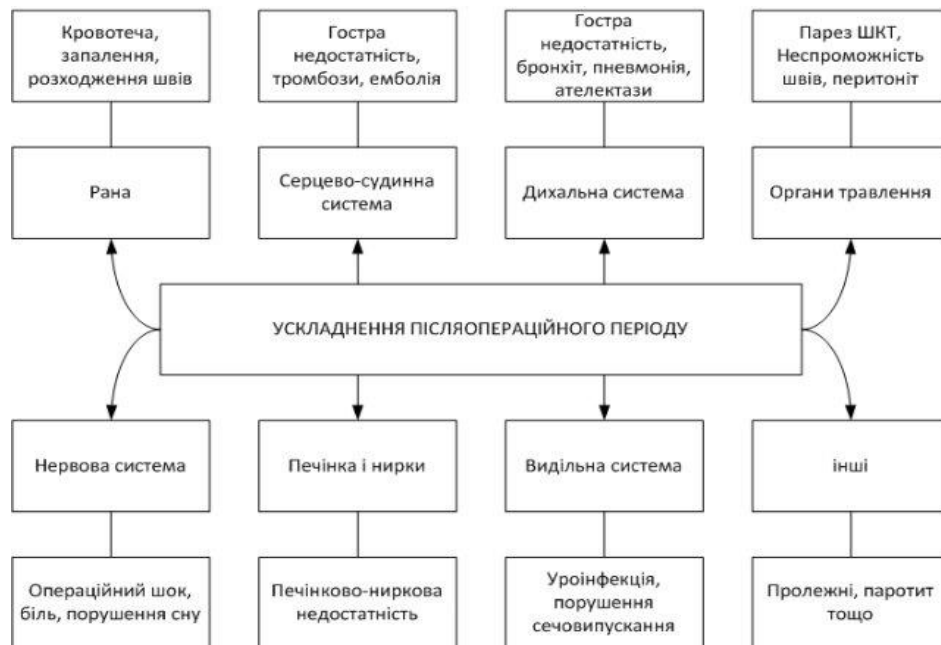 Кровотеча,
запалення,
розходження швів
Гостра
недостатність,
тромбози, емболія
Гостра
недостатність,
бронхіт, пневмонія,
ателектази
Парез ШКТ,
Неспроможність
швів, перитоніт
Рана
Серцево-судинна
система
Дихальна система
Органи травлення
УСКЛАДНЕННЯ ПІСЛЯОПЕРАЦІЙНОГО ПЕРІОДУ
Нервова система
Печінка і нирки
Видільна система
інші
Операційний шок,
біль, порушення сну
Печінково-ниркова
недостатність
Уроінфекція,
порушення
сечовипускання
Пролежні, паротит
тощо